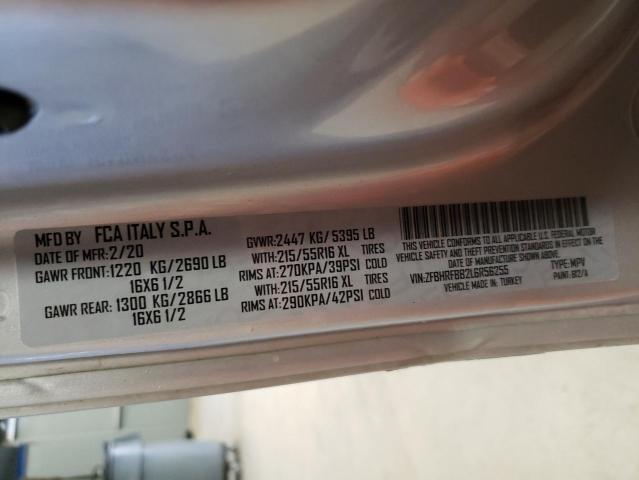 MFD BY FCA ITALY S.P.A.
DATE OF MFR: 2/20
GAWR FRONT: 1220 KG/2690 LB
16X6 1/2
GAWR REAR: 1300 KG/2866 LB
16X6 1/2
GVWR: 2447 KG/ 5395 LB
WITH: 215/55R16 XL TIRES
RIMS AT: 270KPA/39PSI COLD
WITH: 215/55R16 XL TIRES
RIMS AT: 290KPA/42PSI COLD
THIS VEHICLE CONFORMS TO ALL APPLICABLE U.S.A. FEDERAL MOTOR
VEHICLE SAFETY STANDARDS IN EFFECT ON THE DATE OF
MANUFACTURE SHOWN ABOVE.
VIN: ZFBHRFBB2L6R56255 TYPE: MPV
VEHICLE MADE IN: TURKEY PAINT: 612/A